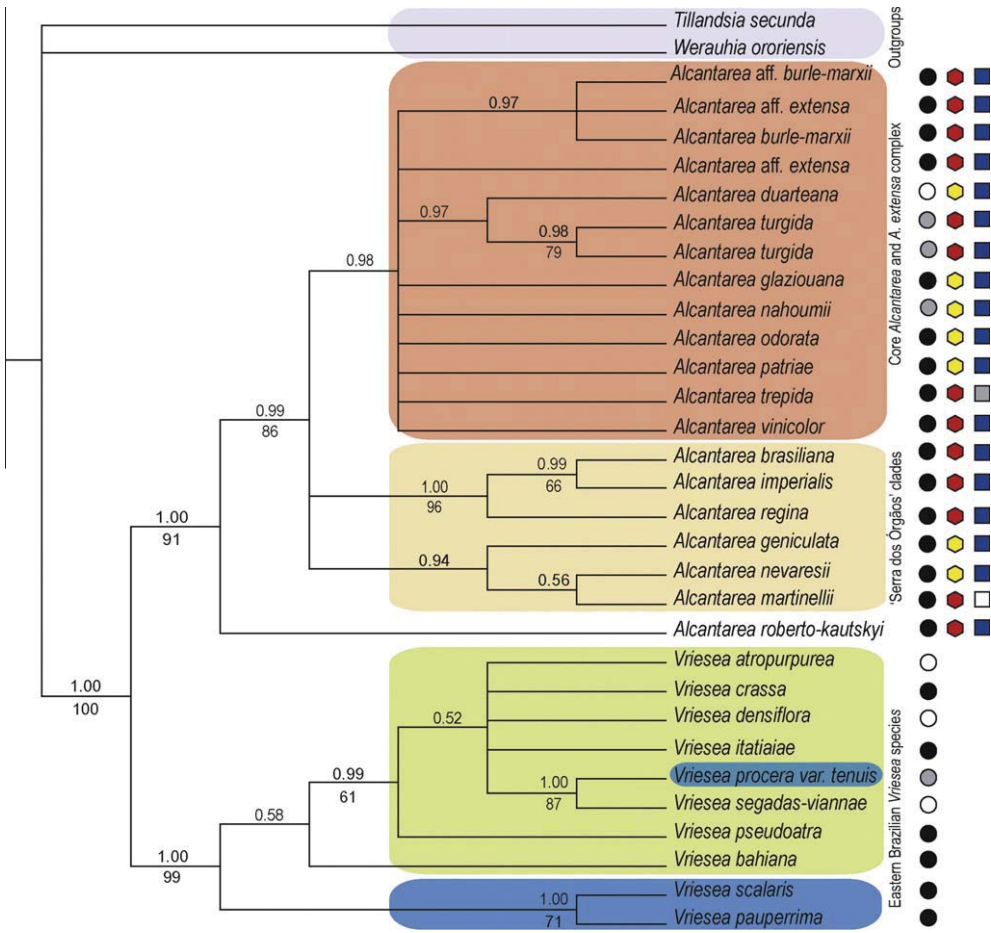 Tillandsia secunda
Werauhia ororiensis
Outgroups
Alcantarea aff. burle-marxii
0.97
Alcantarea aff. extensa
Alcantarea burle-marxii
Alcantarea aff. extensa
Alcantarea duarteana
0.97
Alcantarea turgida
0.98
79
Alcantarea turgida
0.98
Alcantarea glaziouana
Alcantarea nahoumii
Alcantarea odorata
Alcantarea patriae
Alcantarea trepida
Alcantarea vinicolor
Core Alcantarea and A. extensa complex
0.99
86
Alcantarea brasiliana
0.99
66
Alcantarea imperialis
1.00
96
Alcantarea regina
Alcantarea geniculata
0.94
Alcantarea nevaresii
0.56
Alcantarea martinellii
'Serra dos Órgãos' clades
1.00
91
Alcantarea roberto-kautskyi
1.00
100
Vriesea atropurpurea
Vriesea crassa
0.52
Vriesea densiflora
Vriesea itatiaiae
Vriesea procera var. tenuis
1.00
87
Vriesea segadas-viannae
0.99
61
Vriesea pseudoatra
0.58
Vriesea bahiana
1.00
99
Vriesea scalaris
1.00
71
Vriesea pauperrima
Eastern Brazilian Vriesea species